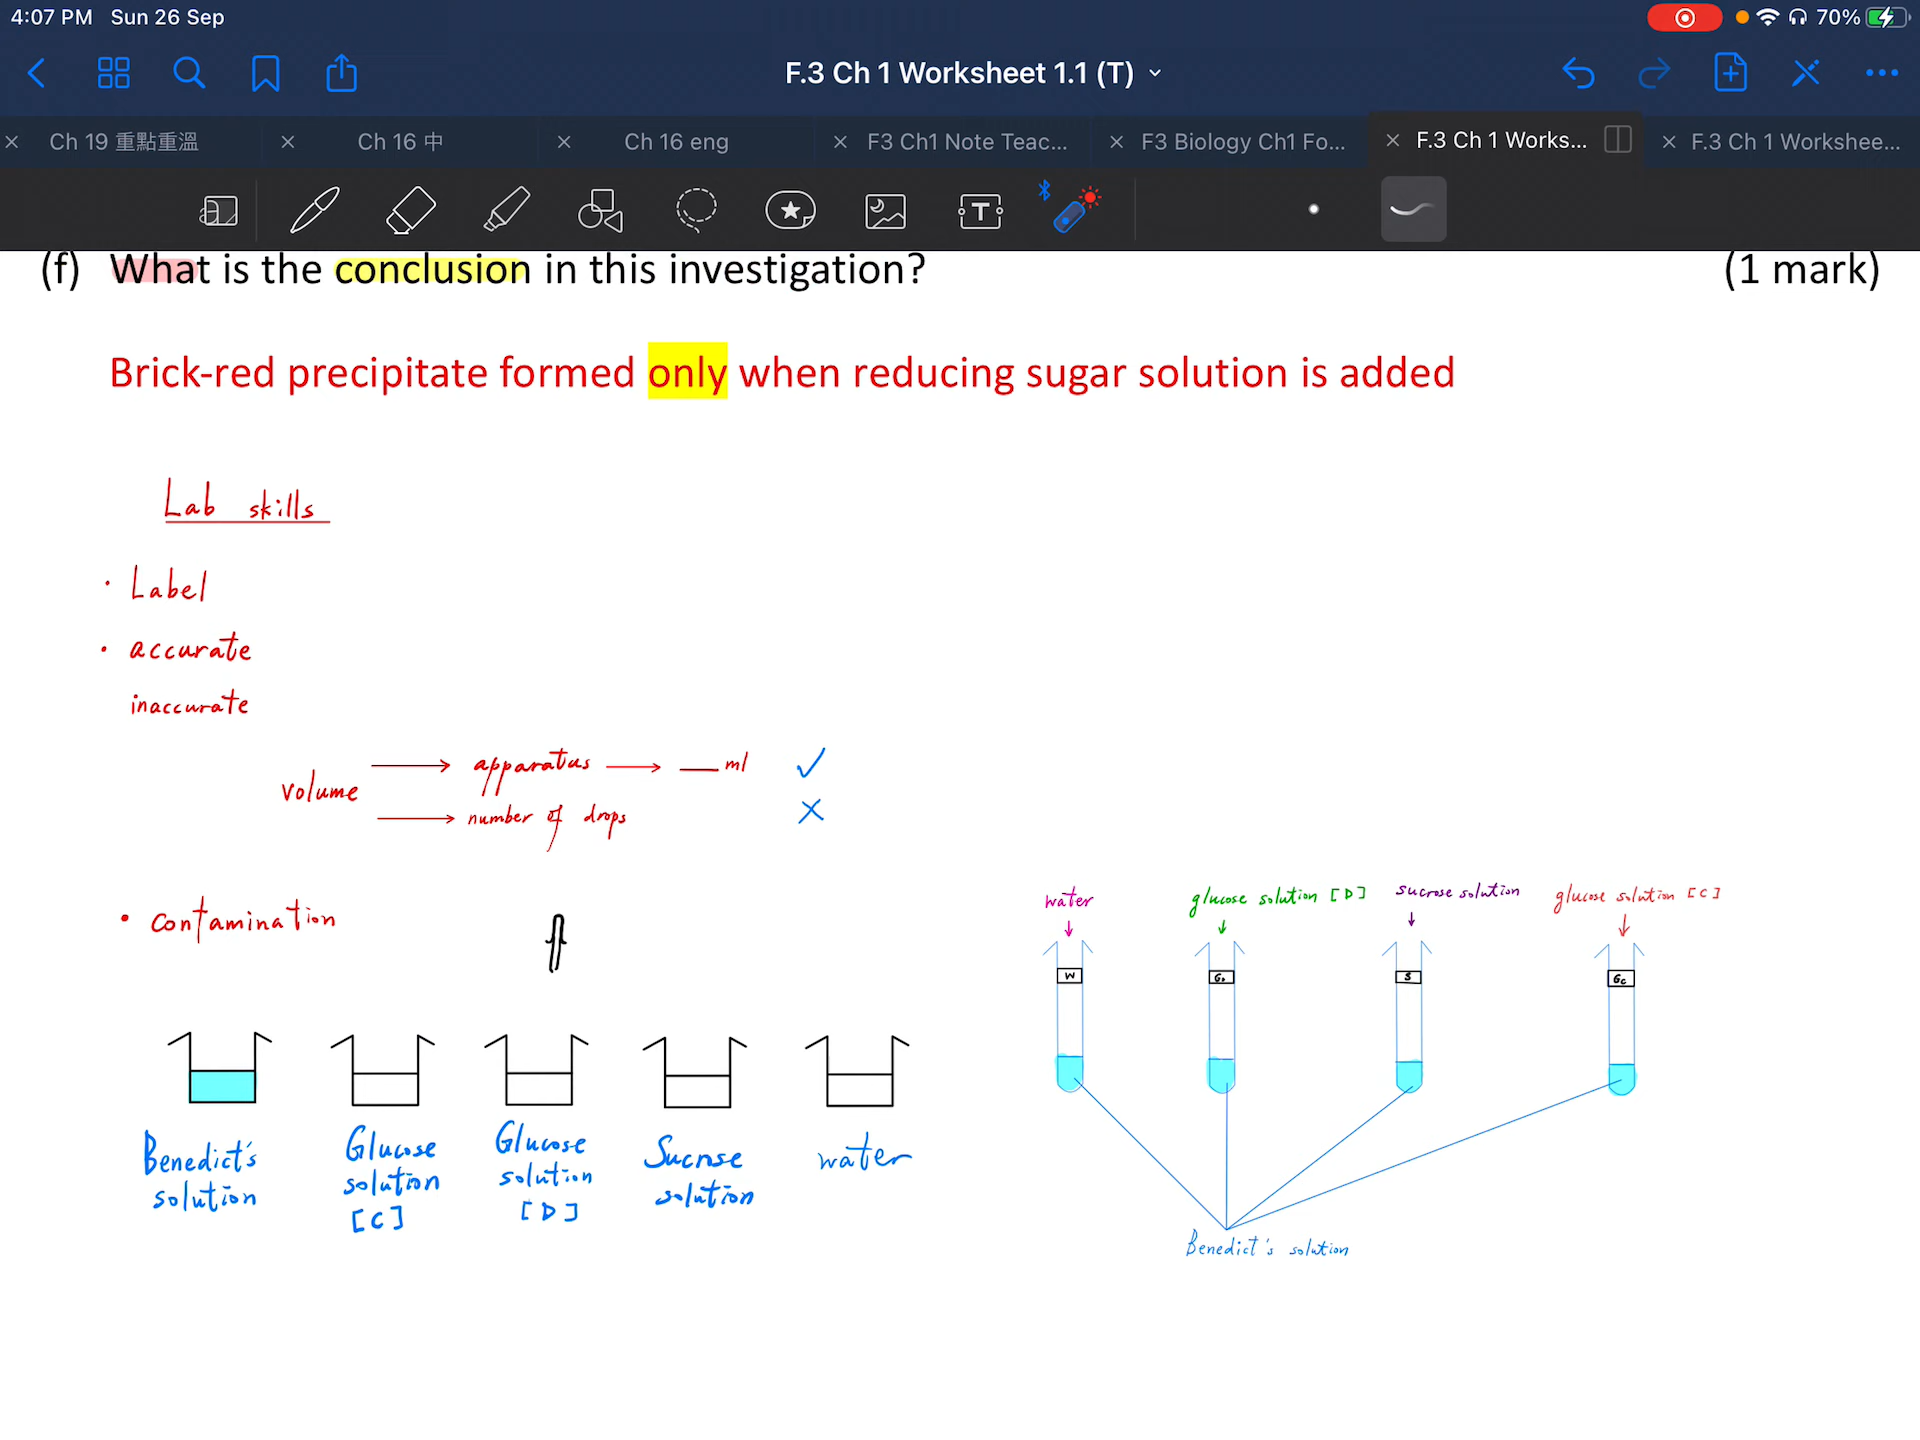 4:07 PM Sun 26 Sep
70%
F.3 Ch 1 Worksheet 1.1 (T)
Ch 19 重點重溫
Ch 16 中
Ch 16 eng
F3 Ch1 Note Teac...
F3 Biology Ch1 Fo...
F.3 Ch 1 Works...
F.3 Ch 1 Workshee...
T
(f) What is the conclusion in this investigation? (1 mark)
Brick-red precipitate formed only when reducing sugar solution is added
Lab skills
• Label
• accurate
inaccurate
volume → apparatus → __ ml ✓
→ number of drops ✗
• contamination
water
glucose solution [D]
sucrose solution
glucose solution [C]
W
GD
S
Gc
Benedict's solution
Glucose solution [C]
Glucose solution [D]
Sucrose solution
water
Benedict's solution